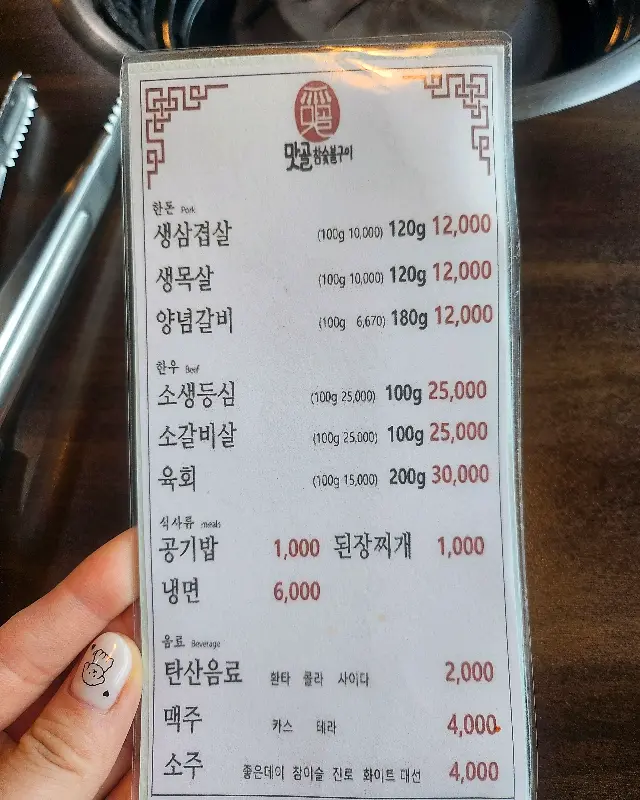 맛골
맛골 참숯불구이
한돈 Pork
생삼겹살 (100g 10,000) 120g 12,000
생목살 (100g 10,000) 120g 12,000
양념갈비 (100g 6,670) 180g 12,000
한우 Beef
소생등심 (100g 25,000) 100g 25,000
소갈비살 (100g 25,000) 100g 25,000
육회 (100g 15,000) 200g 30,000
식사류 meals
공기밥 1,000 된장찌개 1,000
냉면 6,000
음료 Beverage
탄산음료 환타 콜라 사이다 2,000
맥주 카스 테라 4,000
소주 좋은데이 참이슬 진로 화이트 대선 4,000